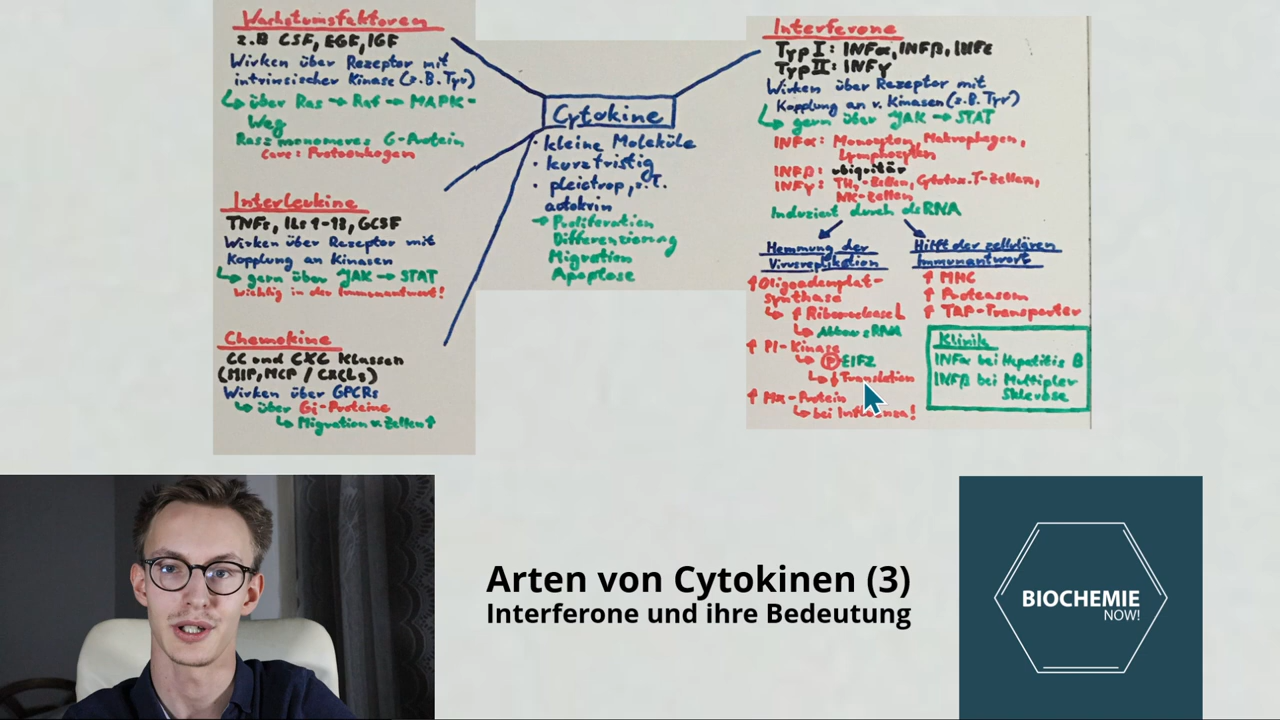 Wachstumsfaktoren
z.B CSF, EGF, IGF
Wirken über Rezeptor mit
intrinsischer Kinase (z.B. Tyr)
↳ über Ras → Raf → MAPK-
Weg
Ras = monomeres G-Protein
Cave: Protoonkogen
Interleukine
TNFs, ILs 1-18, GCSF
Wirken über Rezeptor mit
Kopplung an Kinasen
↳ gern über JAK → STAT
Wichtig in der Immunantwort!
Chemokine
CC und CXC Klassen
(MIP, MCP / CXCLs)
Wirken über GPCRs
↳ über Gi-Proteine
↳ Migration v. Zellen ↑
Cytokine
· kleine Moleküle
· kurzfristig
· pleiotrop, z.T.
autokrin
→ Proliferation
Differenzierung
Migration
Apoptose
Interferone
Typ I: INFα, INFβ, INFε
Typ II: INFγ
Wirken über Rezeptor mit
Kopplung an v. Kinasen (z.B. Tyr)
↳ gern über JAK → STAT
INFα: Monozyten, Makrophagen,
Lymphozyten
INFβ: ubiquitär
INFγ: TH1-Zellen, Cytotox. T-Zellen,
NK-Zellen
Induziert durch dsRNA
Hemmung der
Virusreplikation
↑ Oligoadenylat-
synthase
↳ ↑ Ribonuclease L
↳ Abbau sRNA
↑ PI-Kinase
↳ Ⓟ EIF2
↳ ↓ Translation
↑ Mx-Protein
↳ bei Influenza!
Hilft der zellulären
Immunantwort
↑ MHC
↑ Proteasom
↑ TAP-Transporter
Klinik
INFα bei Hepatitis B
INFβ bei Multipler
Sklerose
Arten von Cytokinen (3)
Interferone und ihre Bedeutung
BIOCHEMIE
NOW!